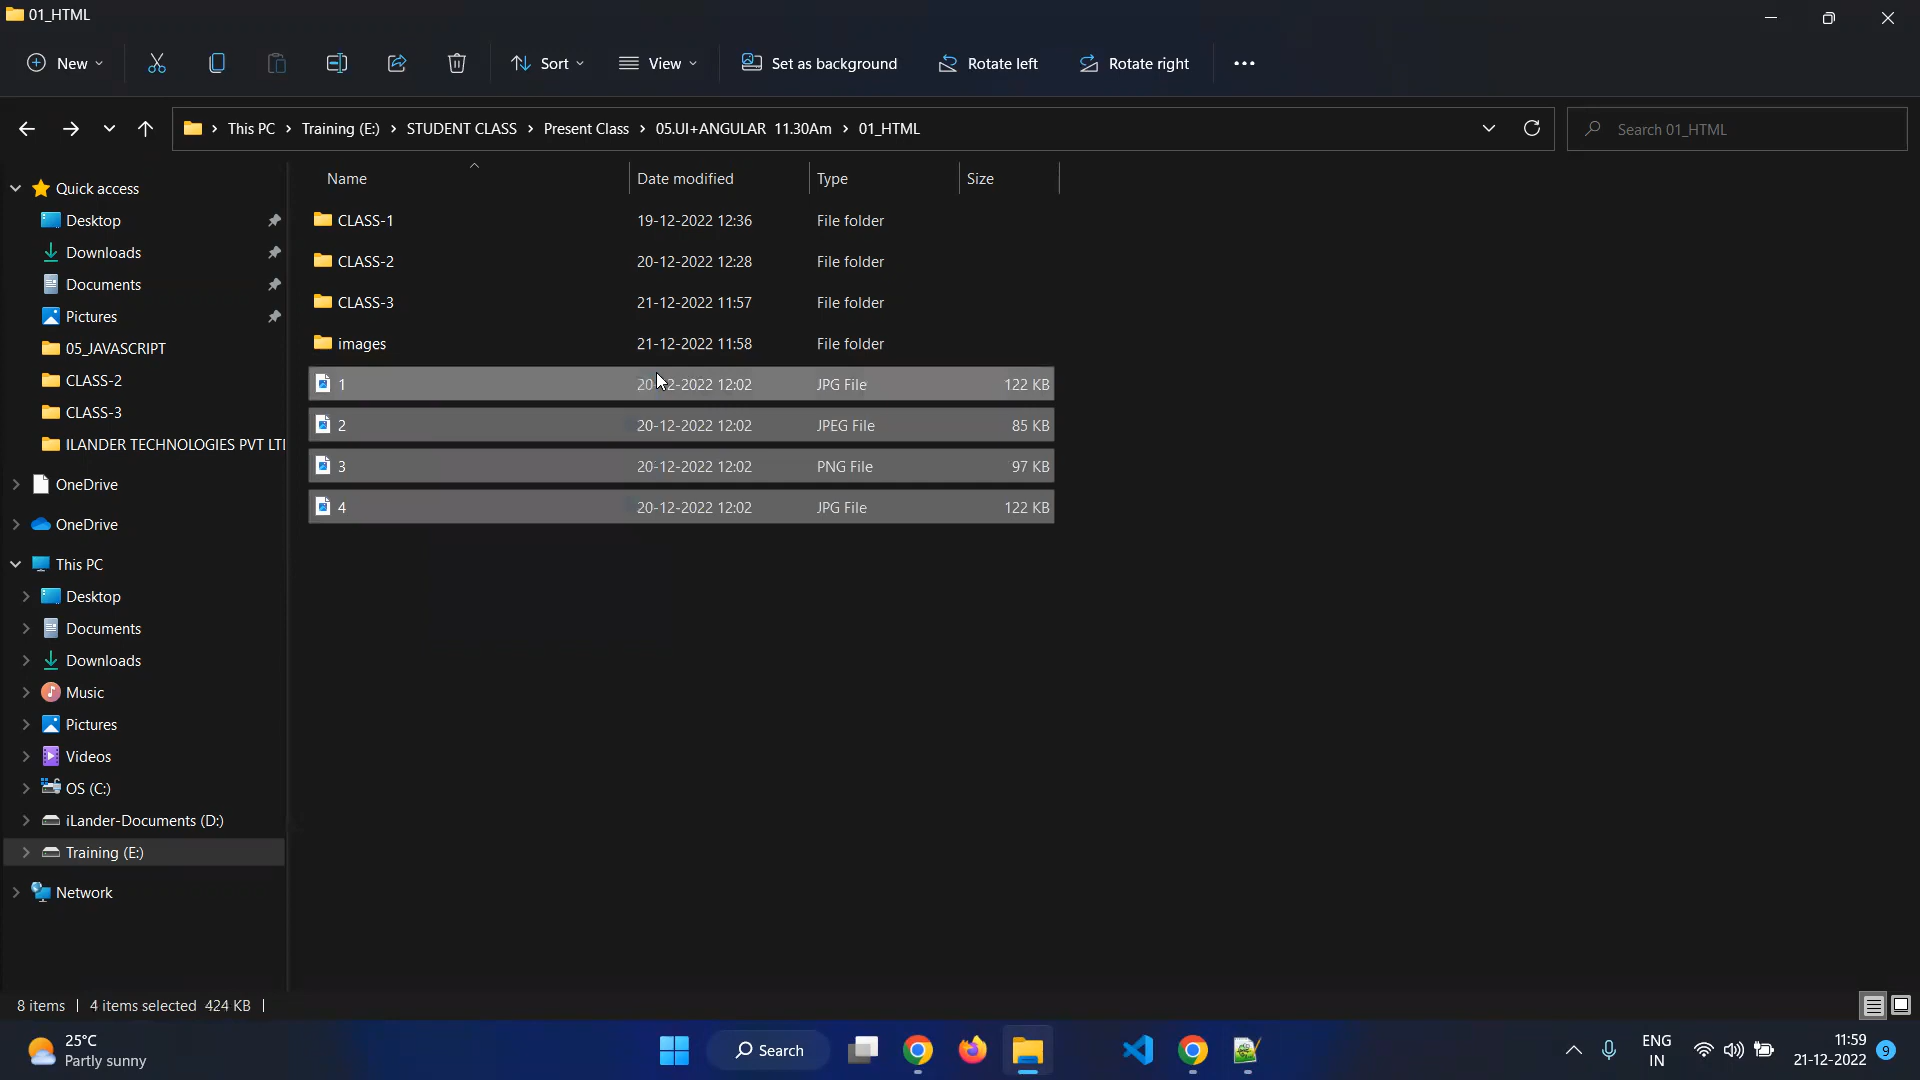 01_HTML
New
Sort
View
Set as background
Rotate left
Rotate right
This PC > Training (E:) > STUDENT CLASS > Present Class > 05.UI+ANGULAR 11.30Am > 01_HTML
Search 01_HTML
Quick access
Desktop
Downloads
Documents
Pictures
05_JAVASCRIPT
CLASS-2
CLASS-3
ILANDER TECHNOLOGIES PVT LTI
OneDrive
OneDrive
This PC
Desktop
Documents
Downloads
Music
Pictures
Videos
OS (C:)
iLander-Documents (D:)
Training (E:)
Network
Name Date modified Type Size
CLASS-1 19-12-2022 12:36 File folder
CLASS-2 20-12-2022 12:28 File folder
CLASS-3 21-12-2022 11:57 File folder
images 21-12-2022 11:58 File folder
1 20-12-2022 12:02 JPG File 122 KB
2 20-12-2022 12:02 JPEG File 85 KB
3 20-12-2022 12:02 PNG File 97 KB
4 20-12-2022 12:02 JPG File 122 KB
8 items | 4 items selected 424 KB |
25°C
Partly sunny
Search
ENG
IN
11:59
21-12-2022
9